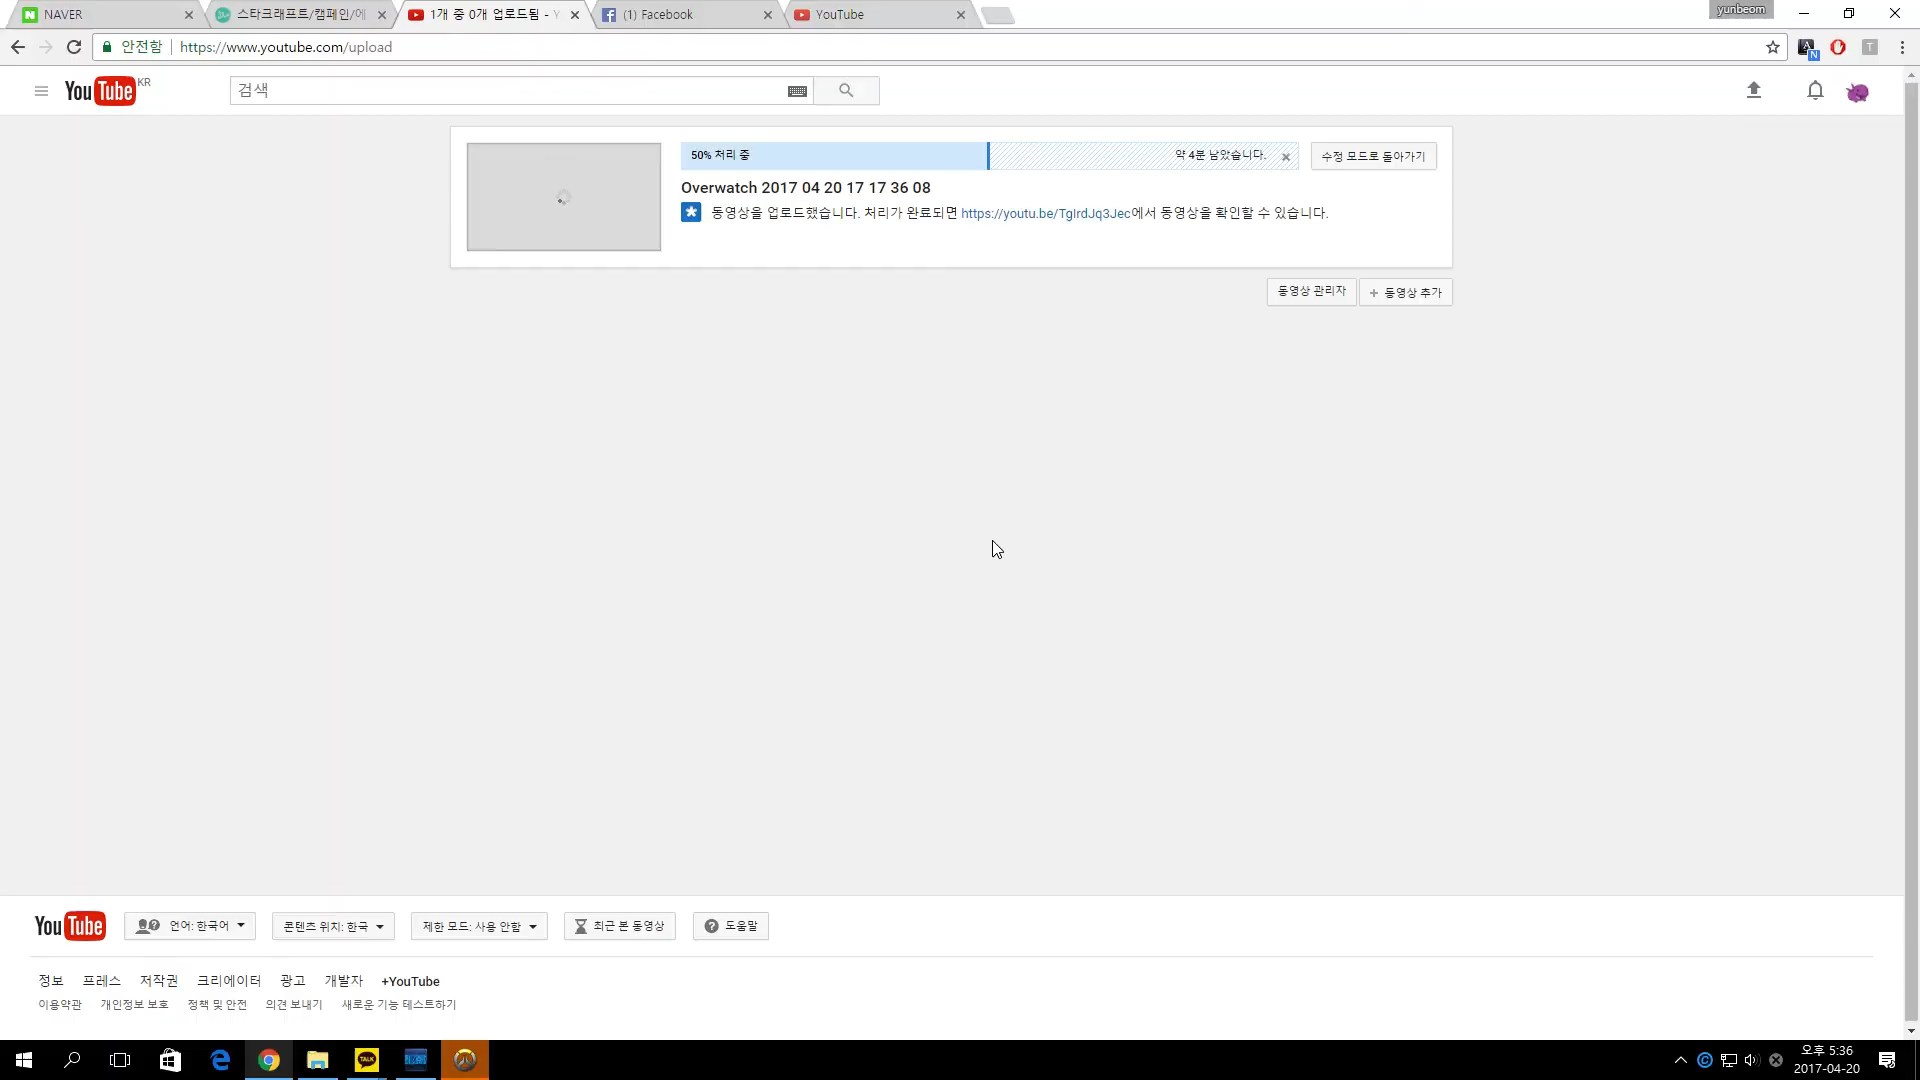 NAVER
스타크래프트/캠페인/에
1개 중 0개 업로드됨 - Y
(1) Facebook
YouTube
yunbeom
안전함
https://www.youtube.com/upload
YouTube KR
검색
50% 처리 중
약 4분 남았습니다.
수정 모드로 돌아가기
Overwatch 2017 04 20 17 17 36 08
동영상을 업로드했습니다. 처리가 완료되면 https://youtu.be/TgIrdJq3Jec에서 동영상을 확인할 수 있습니다.
동영상 관리자
+ 동영상 추가
YouTube
언어: 한국어
콘텐츠 위치: 한국
제한 모드: 사용 안함
최근 본 동영상
도움말
정보 프레스 저작권 크리에이터 광고 개발자 +YouTube
이용약관 개인정보 보호 정책 및 안전 의견 보내기 새로운 기능 테스트하기
TALK
오후 5:36
2017-04-20